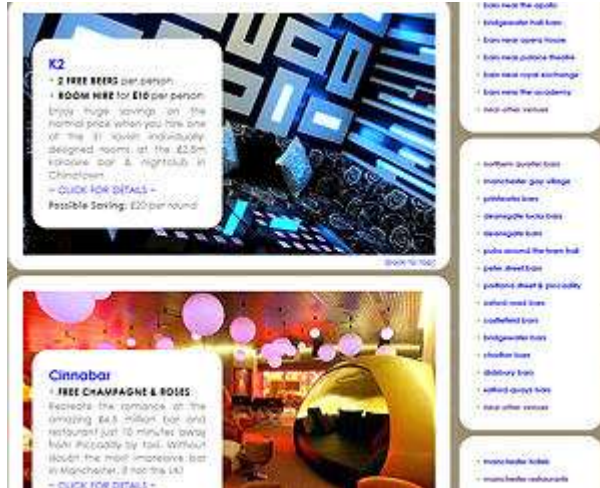 K2
• 2 FREE BEERS per person
• ROOM HIRE for £10 per person
Enjoy huge savings on the
normal price when you hire one
of the 21 lavish individually
designed rooms at the £2.5m
karaoke bar & nightclub in
Chinatown
~ CLICK FOR DETAILS ~
Possible Saving: £20 per round
(Back to Top)
Cinnabar
• FREE CHAMPAGNE & ROSES
Recreate the romance at the
amazing £4.5 million bar and
restaurant just 10 minutes away
from Piccadilly by taxi. Without
doubt the most impressive bar
in Manchester, if not the UK!
~ CLICK FOR DETAILS ~
• bars near the apollo
• bridgewater hall bars
• bars near opera house
• bars near palace theatre
• bars near royal exchange
• bars near the academy
• near other venues
• northern quarter bars
• manchester gay village
• printworks bars
• deansgate locks bars
• deansgate bars
• pubs around the town hall
• peter street bars
• portland street & piccadilly
• oxford road bars
• castlefield bars
• bridgewater bars
• chorlton bars
• didsbury bars
• salford quays bars
• near other venues
• manchester hotels
• manchester restaurants